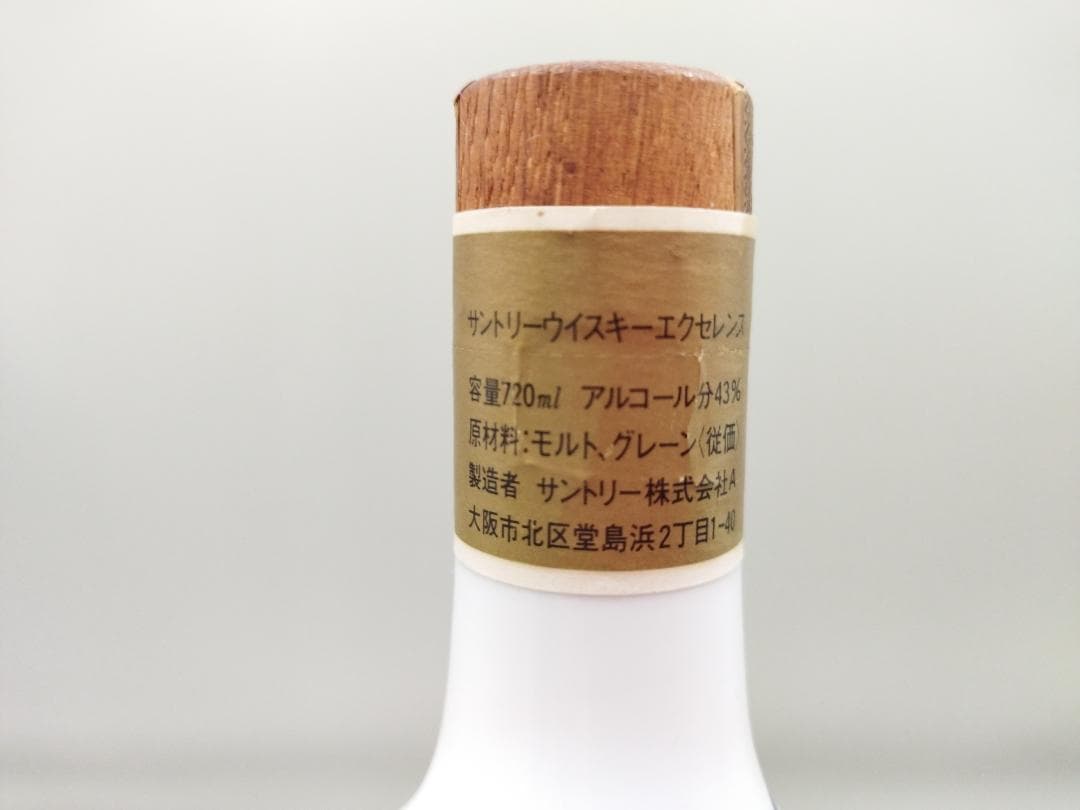 サントリーウイスキーエクセレンス
容量720ml アルコール分43%
原材料:モルト、グレーン〈従価〉
製造者 サントリー株式会社A
大阪市北区堂島浜2丁目1-40